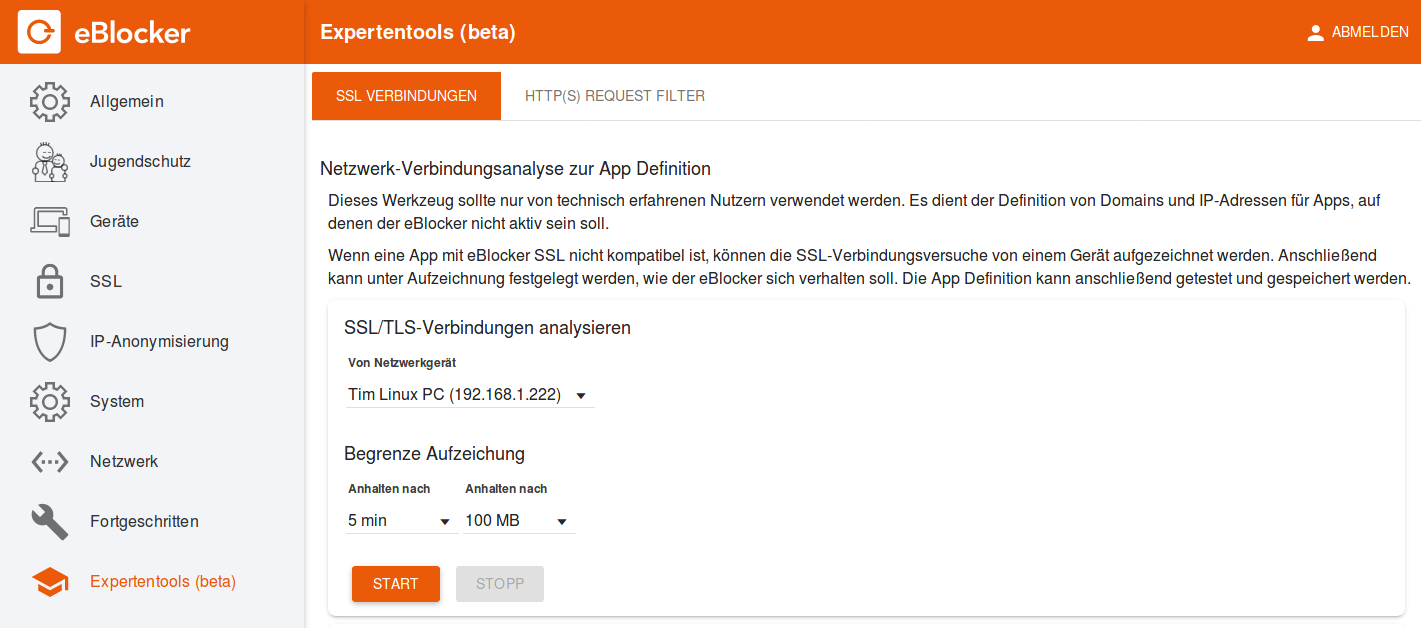 eBlocker
Expertentools (beta)
ABMELDEN
Allgemein
Jugendschutz
Geräte
SSL
IP-Anonymisierung
System
Netzwerk
Fortgeschritten
Expertentools (beta)
SSL VERBINDUNGEN
HTTP(S) REQUEST FILTER
Netzwerk-Verbindungsanalyse zur App Definition
Dieses Werkzeug sollte nur von technisch erfahrenen Nutzern verwendet werden. Es dient der Definition von Domains und IP-Adressen für Apps, auf
denen der eBlocker nicht aktiv sein soll.
Wenn eine App mit eBlocker SSL nicht kompatibel ist, können die SSL-Verbindungsversuche von einem Gerät aufgezeichnet werden. Anschließend
kann unter Aufzeichnung festgelegt werden, wie der eBlocker sich verhalten soll. Die App Definition kann anschließend getestet und gespeichert werden.
SSL/TLS-Verbindungen analysieren
Von Netzwerkgerät
Tim Linux PC (192.168.1.222)
Begrenze Aufzeichung
Anhalten nach
Anhalten nach
5 min
100 MB
START
STOPP